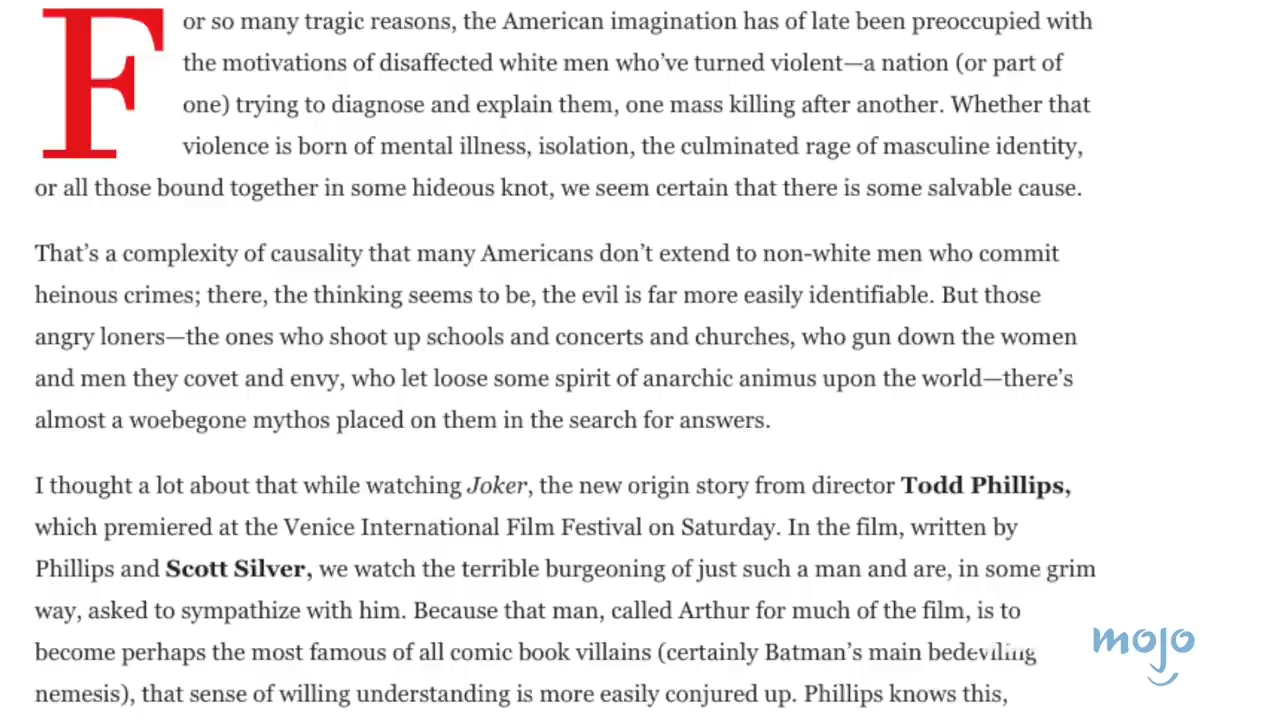 For so many tragic reasons, the American imagination has of late been preoccupied with
the motivations of disaffected white men who’ve turned violent—a nation (or part of
one) trying to diagnose and explain them, one mass killing after another. Whether that
violence is born of mental illness, isolation, the culminated rage of masculine identity,
or all those bound together in some hideous knot, we seem certain that there is some salvable cause.
That’s a complexity of causality that many Americans don’t extend to non-white men who commit
heinous crimes; there, the thinking seems to be, the evil is far more easily identifiable. But those
angry loners—the ones who shoot up schools and concerts and churches, who gun down the women
and men they covet and envy, who let loose some spirit of anarchic animus upon the world—there’s
almost a woebegone mythos placed on them in the search for answers.
I thought a lot about that while watching Joker, the new origin story from director Todd Phillips,
which premiered at the Venice International Film Festival on Saturday. In the film, written by
Phillips and Scott Silver, we watch the terrible burgeoning of just such a man and are, in some grim
way, asked to sympathize with him. Because that man, called Arthur for much of the film, is to
become perhaps the most famous of all comic book villains (certainly Batman’s main bedeviling
nemesis), that sense of willing understanding is more easily conjured up. Phillips knows this,
mojo